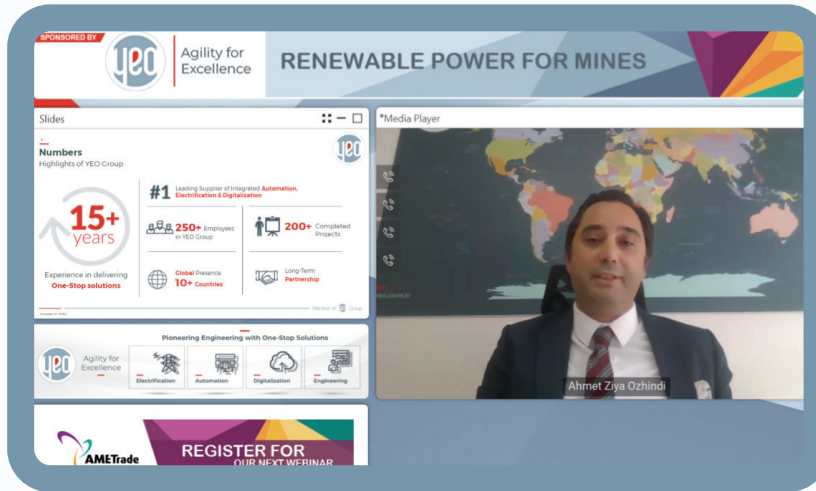 SPONSORED BY
yeo
Agility for
Excellence
RENEWABLE POWER FOR MINES
Slides
Numbers
Highlights of YEO Group
yeo
15+
years
Experience in delivering
One-Stop solutions
#1 Leading Supplier of Integrated Automation,
Electrification & Digitalization
250+ Employees
in YEO Group
200+ Completed
Projects
Global Presence
10+ Countries
Long-Term
Partnership
Member of Group
*Media Player
Ahmet Ziya Ozhindi
Pioneering Engineering with One-Stop Solutions
yeo
Agility for
Excellence
Electrification
Automation
Digitalization
Engineering
AMETrade
REGISTER FOR
OUR NEXT WEBINAR